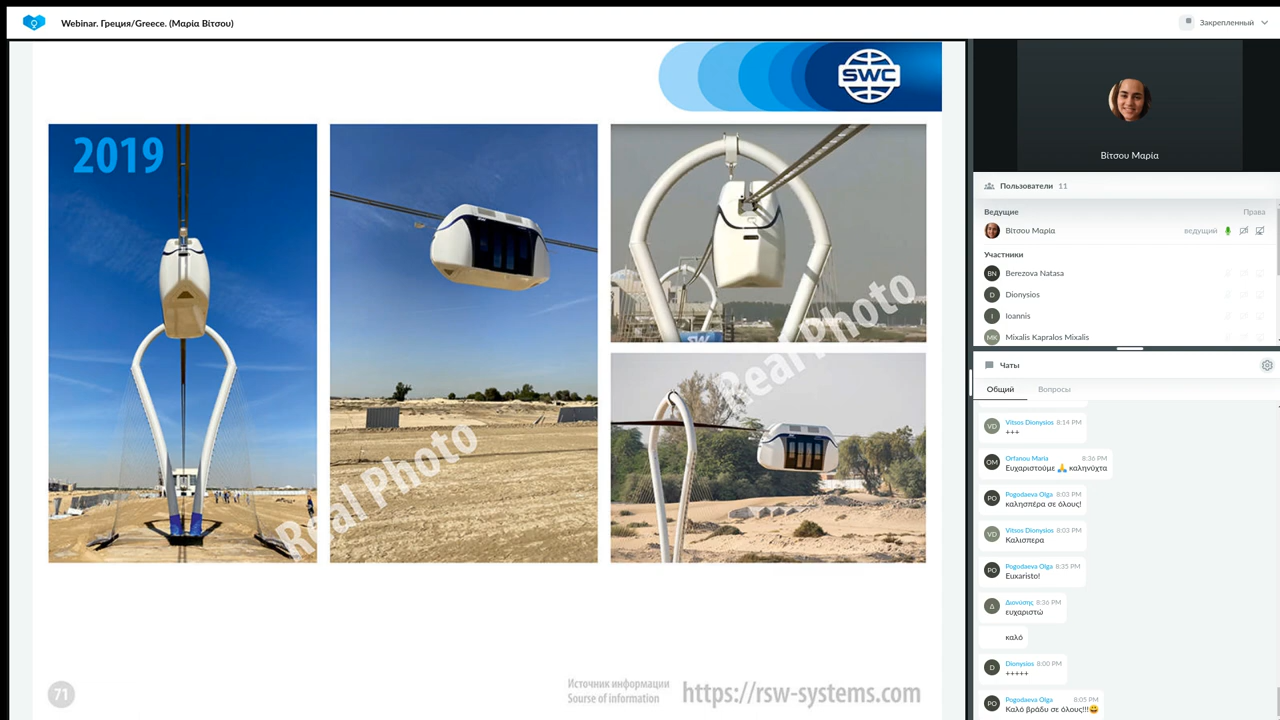 Webinar. Греция/Greece. (Μαρία Βίτσου)
Закрепленный
SWC
2019
Real Photo
Real Photo
71
Источник информации
Sourse of information
https://rsw-systems.com
Βίτσου Μαρία
Пользователи 11
Ведущие
Права
Βίτσου Μαρία
ведущий
Участники
BN
Berezova Natasa
D
Dionysios
I
Ioannis
MK
Mixalis Kapralos Mixalis
Чаты
Общий
Вопросы
VD
Vitsos Dionysios 8:14 PM
+++
OM
Orfanou Maria 8:36 PM
Ευχαριστούμε 🙏 καληνύχτα
PO
Pogodaeva Olga 8:03 PM
καλησπέρα σε όλους!
VD
Vitsos Dionysios 8:03 PM
Καλισπερα
PO
Pogodaeva Olga 8:35 PM
Euxaristo!
Δ
Διονύσης 8:36 PM
ευχαριστώ
καλό
D
Dionysios 8:00 PM
+++++
PO
Pogodaeva Olga 8:05 PM
Καλό βράδυ σε όλους!!!😀